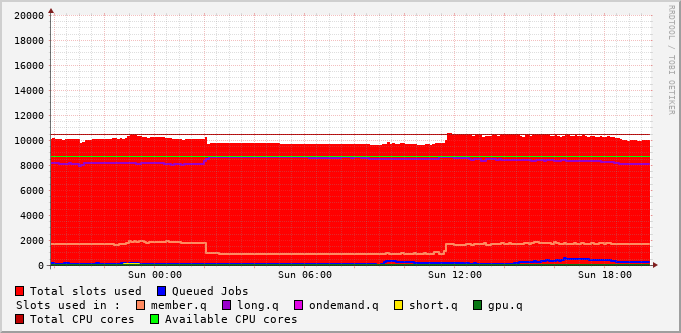 20000
18000
16000
14000
12000
10000
8000
6000
4000
2000
0
Sun 00:00 Sun 06:00 Sun 12:00 Sun 18:00
RRDTOOL / TOBI OETIKER
Total slots used Queued Jobs
Slots used in : member.q long.q ondemand.q short.q gpu.q
Total CPU cores Available CPU cores